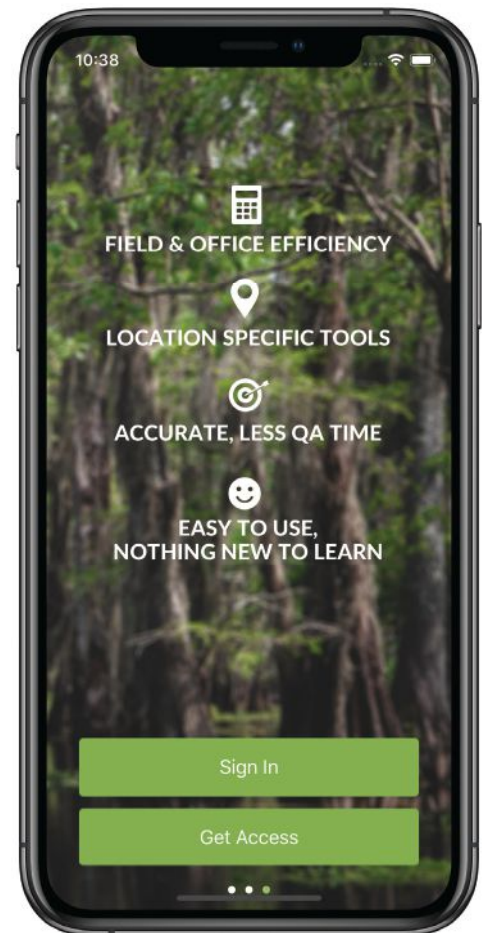 10:38
FIELD & OFFICE EFFICIENCY
LOCATION SPECIFIC TOOLS
ACCURATE, LESS QA TIME
EASY TO USE,
NOTHING NEW TO LEARN
Sign In
Get Access